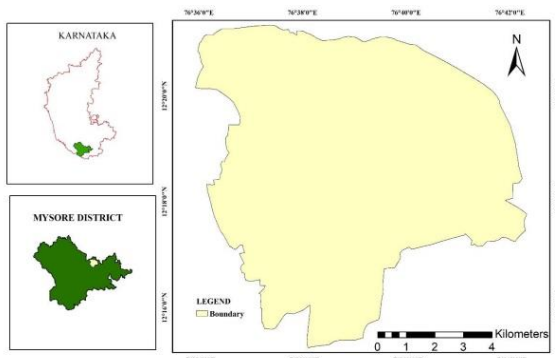 KARNATAKA
MYSORE DISTRICT
76°36'0"E
76°38'0"E
76°40'0"E
76°42'0"E
12°20'0"N
12°18'0"N
12°16'0"N
N
LEGEND
Boundary
Kilometers
0 1 2 3 4